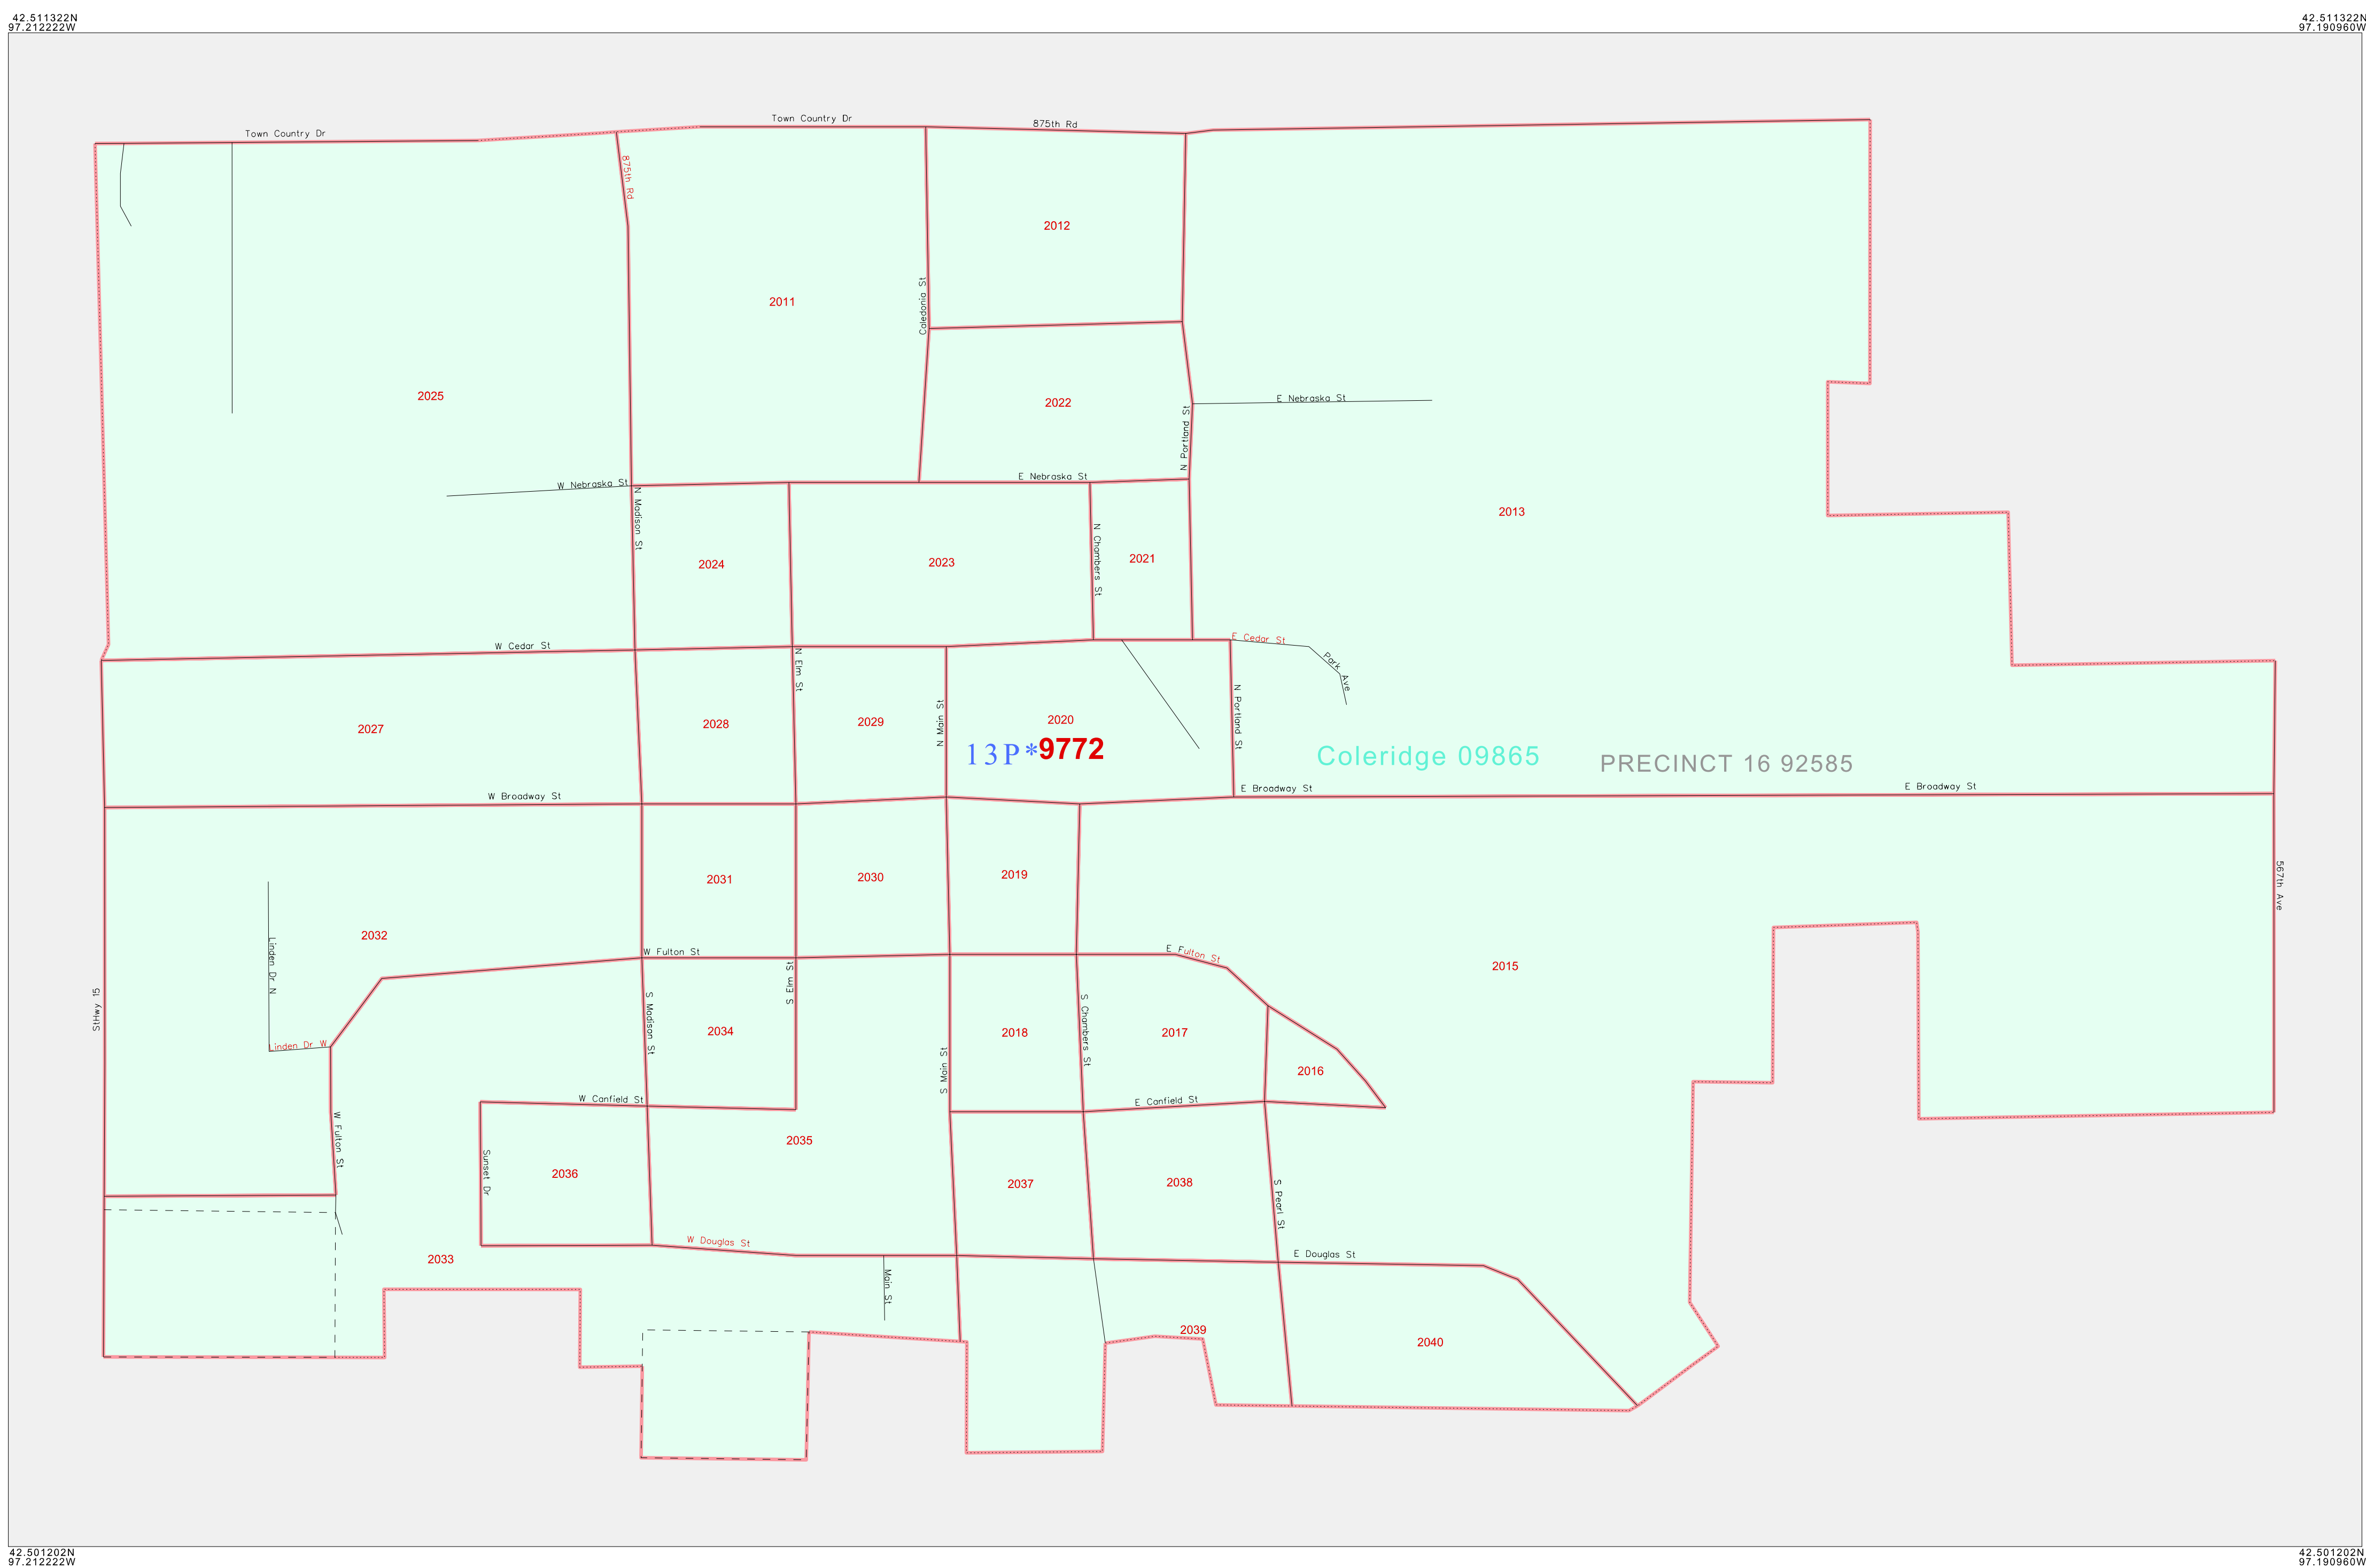 42.511322N
97.212222W
42.511322N
97.190960W
Town Country Dr
Town Country Dr
875th Rd
875th Rd
2012
Caledonia St
2011
2025
2022
E Nebraska St
N Portland St
W Nebraska St
E Nebraska St
N Madison St
2013
N Chambers St
2024
2023
2021
W Cedar St
E Cedar St
N Elm St
Park Ave
N Main St
N Portland St
2027
2028
2029
2020
13P*9772
Coleridge 09865
PRECINCT 16 92585
W Broadway St
E Broadway St
E Broadway St
567th Ave
2031
2030
2019
2032
Linden Dr N
W Fulton St
E Fulton St
2015
S Elm St
StHwy 15
S Madison St
S Chambers St
2034
2018
2017
Linden Dr W
S Main St
2016
W Canfield St
E Canfield St
W Fulton St
2035
Sunset Dr
2036
2037
2038
S Pearl St
W Douglas St
E Douglas St
2033
Main St
2039
2040
42.501202N
97.212222W
42.501202N
97.190960W